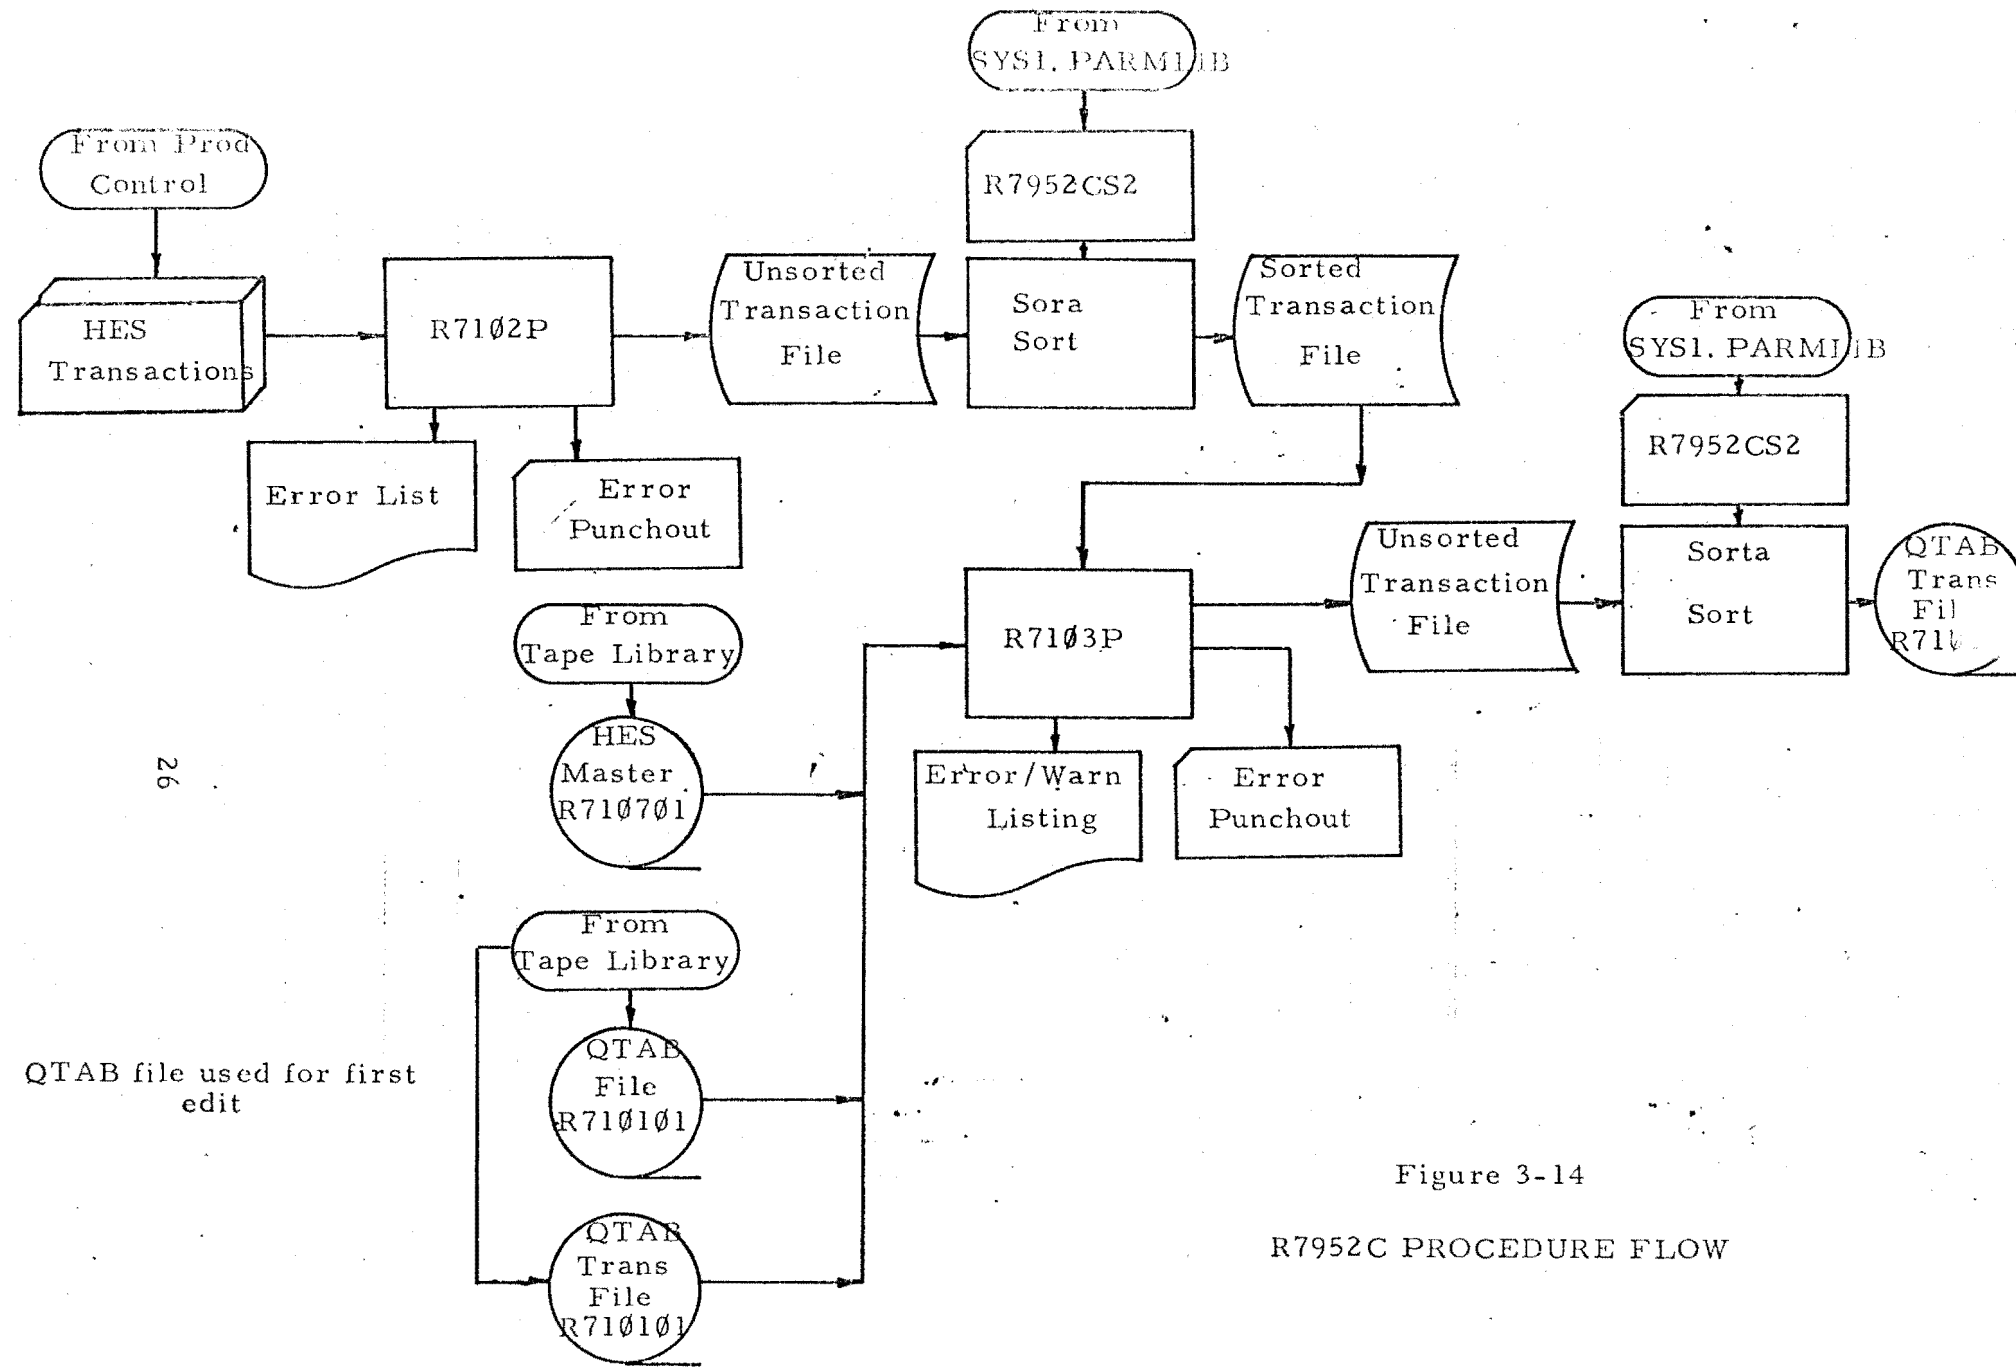 From
SYS1. PARMLIB
From Prod
Control
R7952CS2
HES
Transactions
R71Ø2P
Unsorted
Transaction
File
Sora
Sort
Sorted
Transaction
File
From
SYS1. PARMLIB
R7952CS2
Error List
Error
Punchout
Unsorted
Transaction
File
Sorta
Sort
QTAB
Trans
From
Tape Library
R71Ø3P
HES
Master
R71Ø7Ø1
Error/Warn
Listing
Error
Punchout
26
From
Tape Library
QTAB
File
R71Ø1Ø1
QTAB file used for first
edit
QTAB
Trans
File
R71Ø1Ø1
Figure 3-14
R7952C PROCEDURE FLOW